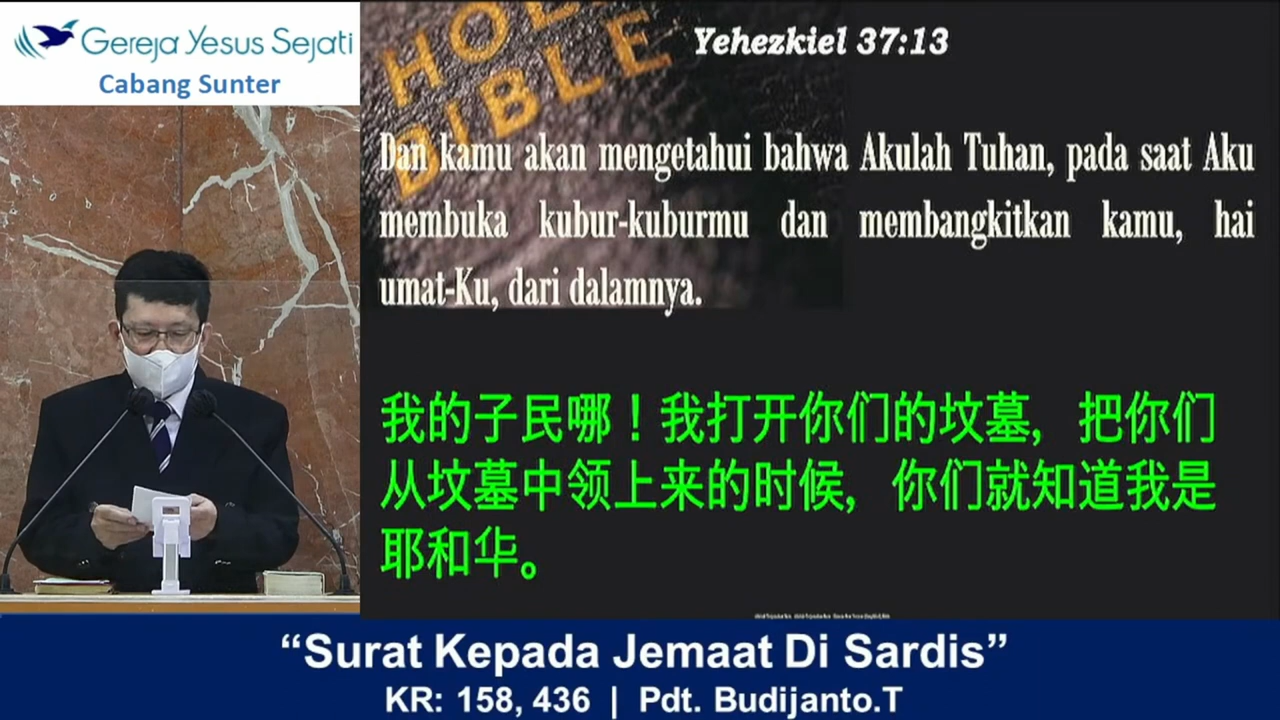 Gereja Yesus Sejati
Cabang Sunter
HOLY
BIBLE
Yehezkiel 37:13
Dan kamu akan mengetahui bahwa Akulah Tuhan, pada saat Aku
membuka kubur-kuburmu dan membangkitkan kamu, hai
umat-Ku, dari dalamnya.
我的子民哪！我打开你们的坟墓，把你们
从坟墓中领上来的时候，你们就知道我是
耶和华。
“Surat Kepada Jemaat Di Sardis”
KR: 158, 436 | Pdt. Budijanto.T